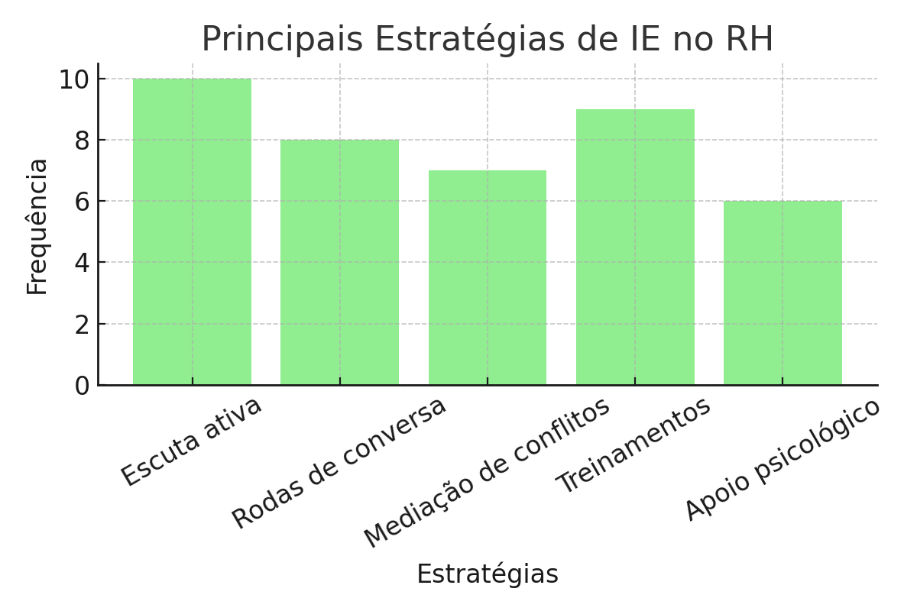 Principais Estratégias de IE no RH
Frequência
10
8
6
4
2
0
Escuta ativa
Rodas de conversa
Mediação de conflitos
Treinamentos
Apoio psicológico
Estratégias